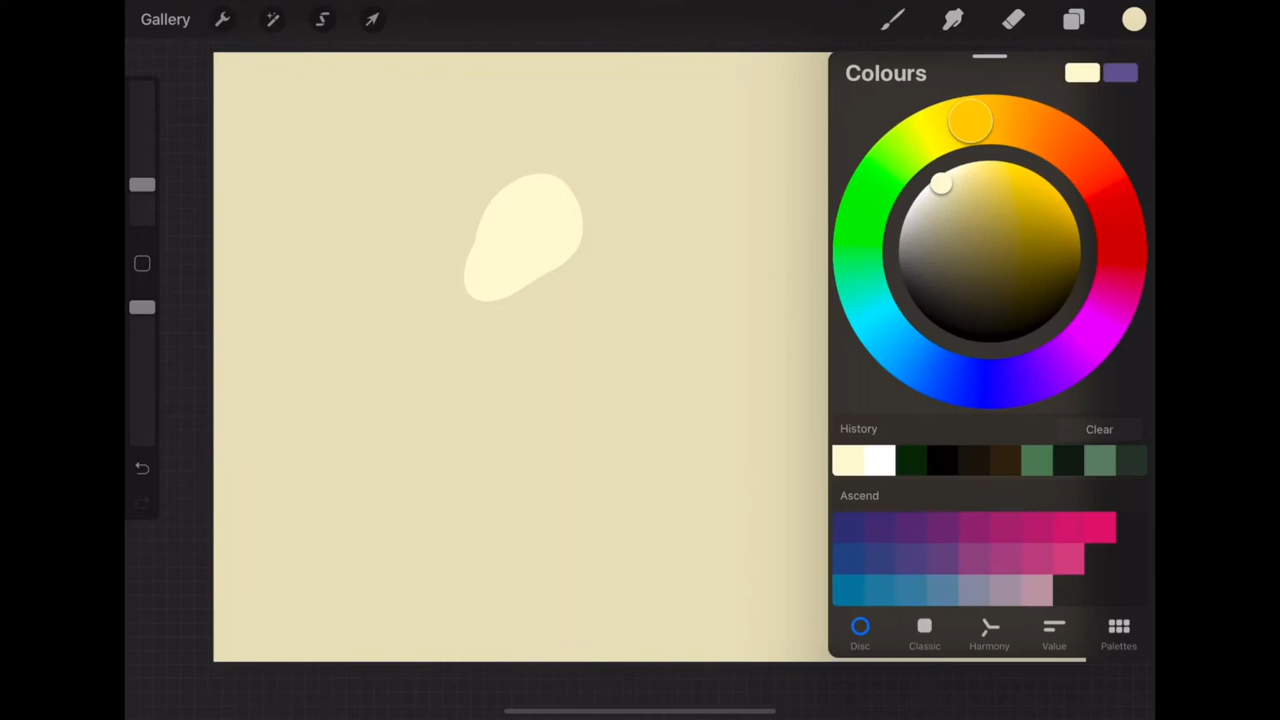 Gallery
Colours
History
Clear
Ascend
Disc
Classic
Harmony
Value
Palettes